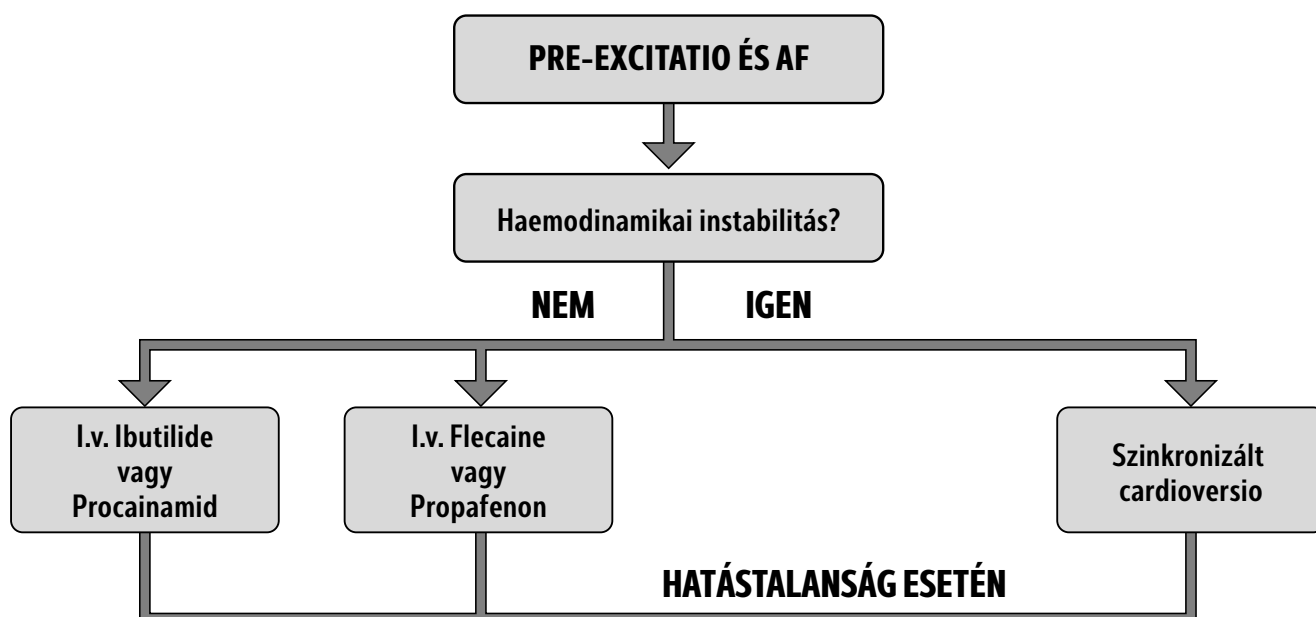 PRE-EXCITATIO ÉS AF
Haemodinamikai instabilitás?
NEM
IGEN
I.v. Ibutilide
vagy
Procainamid
I.v. Flecaine
vagy
Propafenon
Szinkronizált
cardioversio
HATÁSTALANSÁG ESETÉN